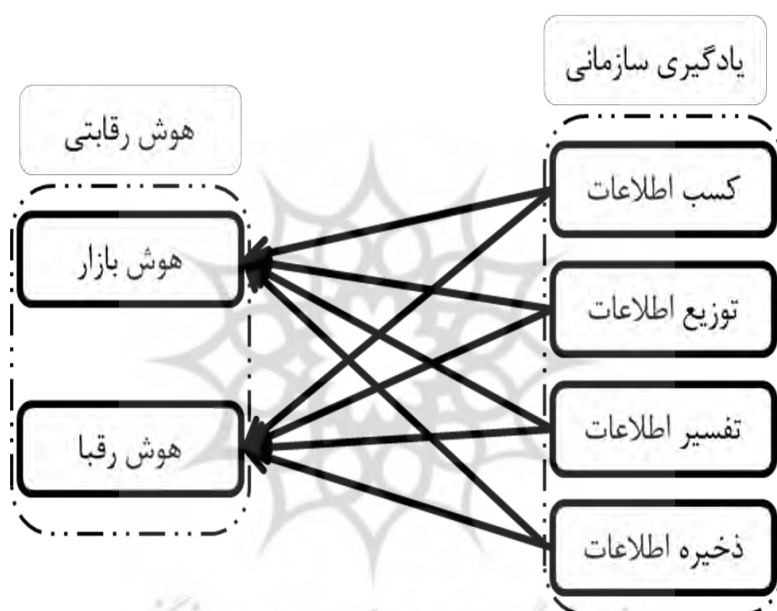 یادگیری سازمانی
کسب اطلاعات
توزیع اطلاعات
تفسیر اطلاعات
ذخیره اطلاعات
هوش رقابتی
هوش بازار
هوش رقبا